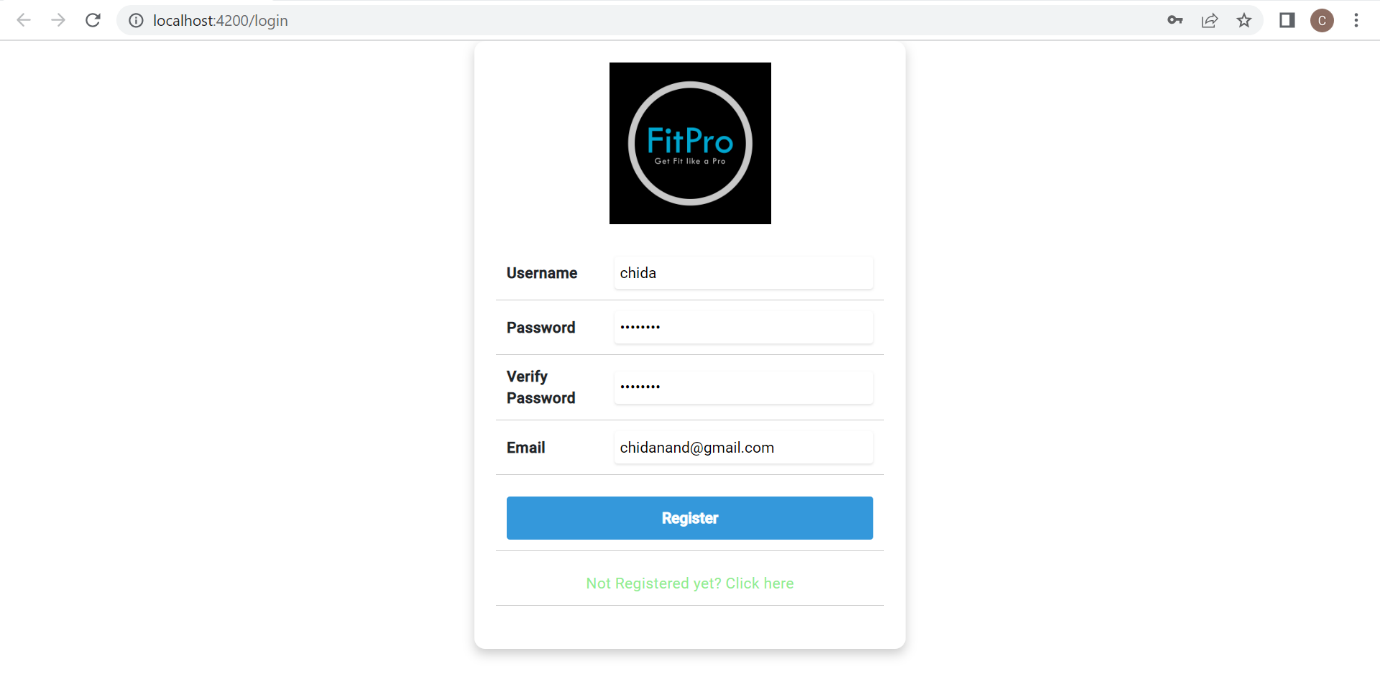 localhost:4200/login
C
FitPro
Get Fit like a Pro
Username
chida
Password
••••••••
Verify
Password
••••••••
Email
chidanand@gmail.com
Register
Not Registered yet? Click here